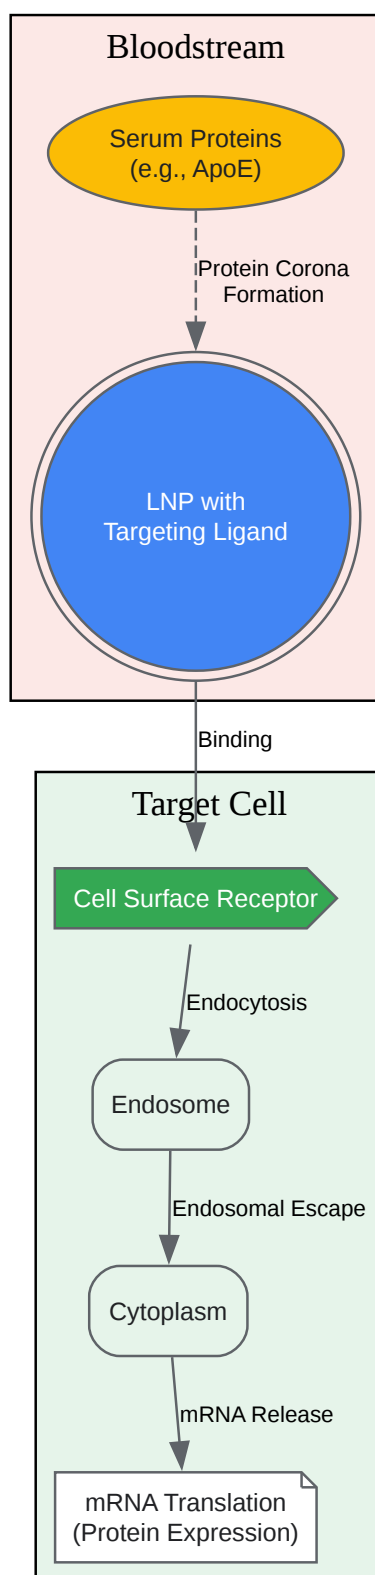 Bloodstream
Serum Proteins
(e.g., ApoE)
Protein Corona
Formation
LNP with
Targeting Ligand
Binding
Target Cell
Cell Surface Receptor
Endocytosis
Endosome
Endosomal Escape
Cytoplasm
mRNA Release
mRNA Translation
(Protein Expression)